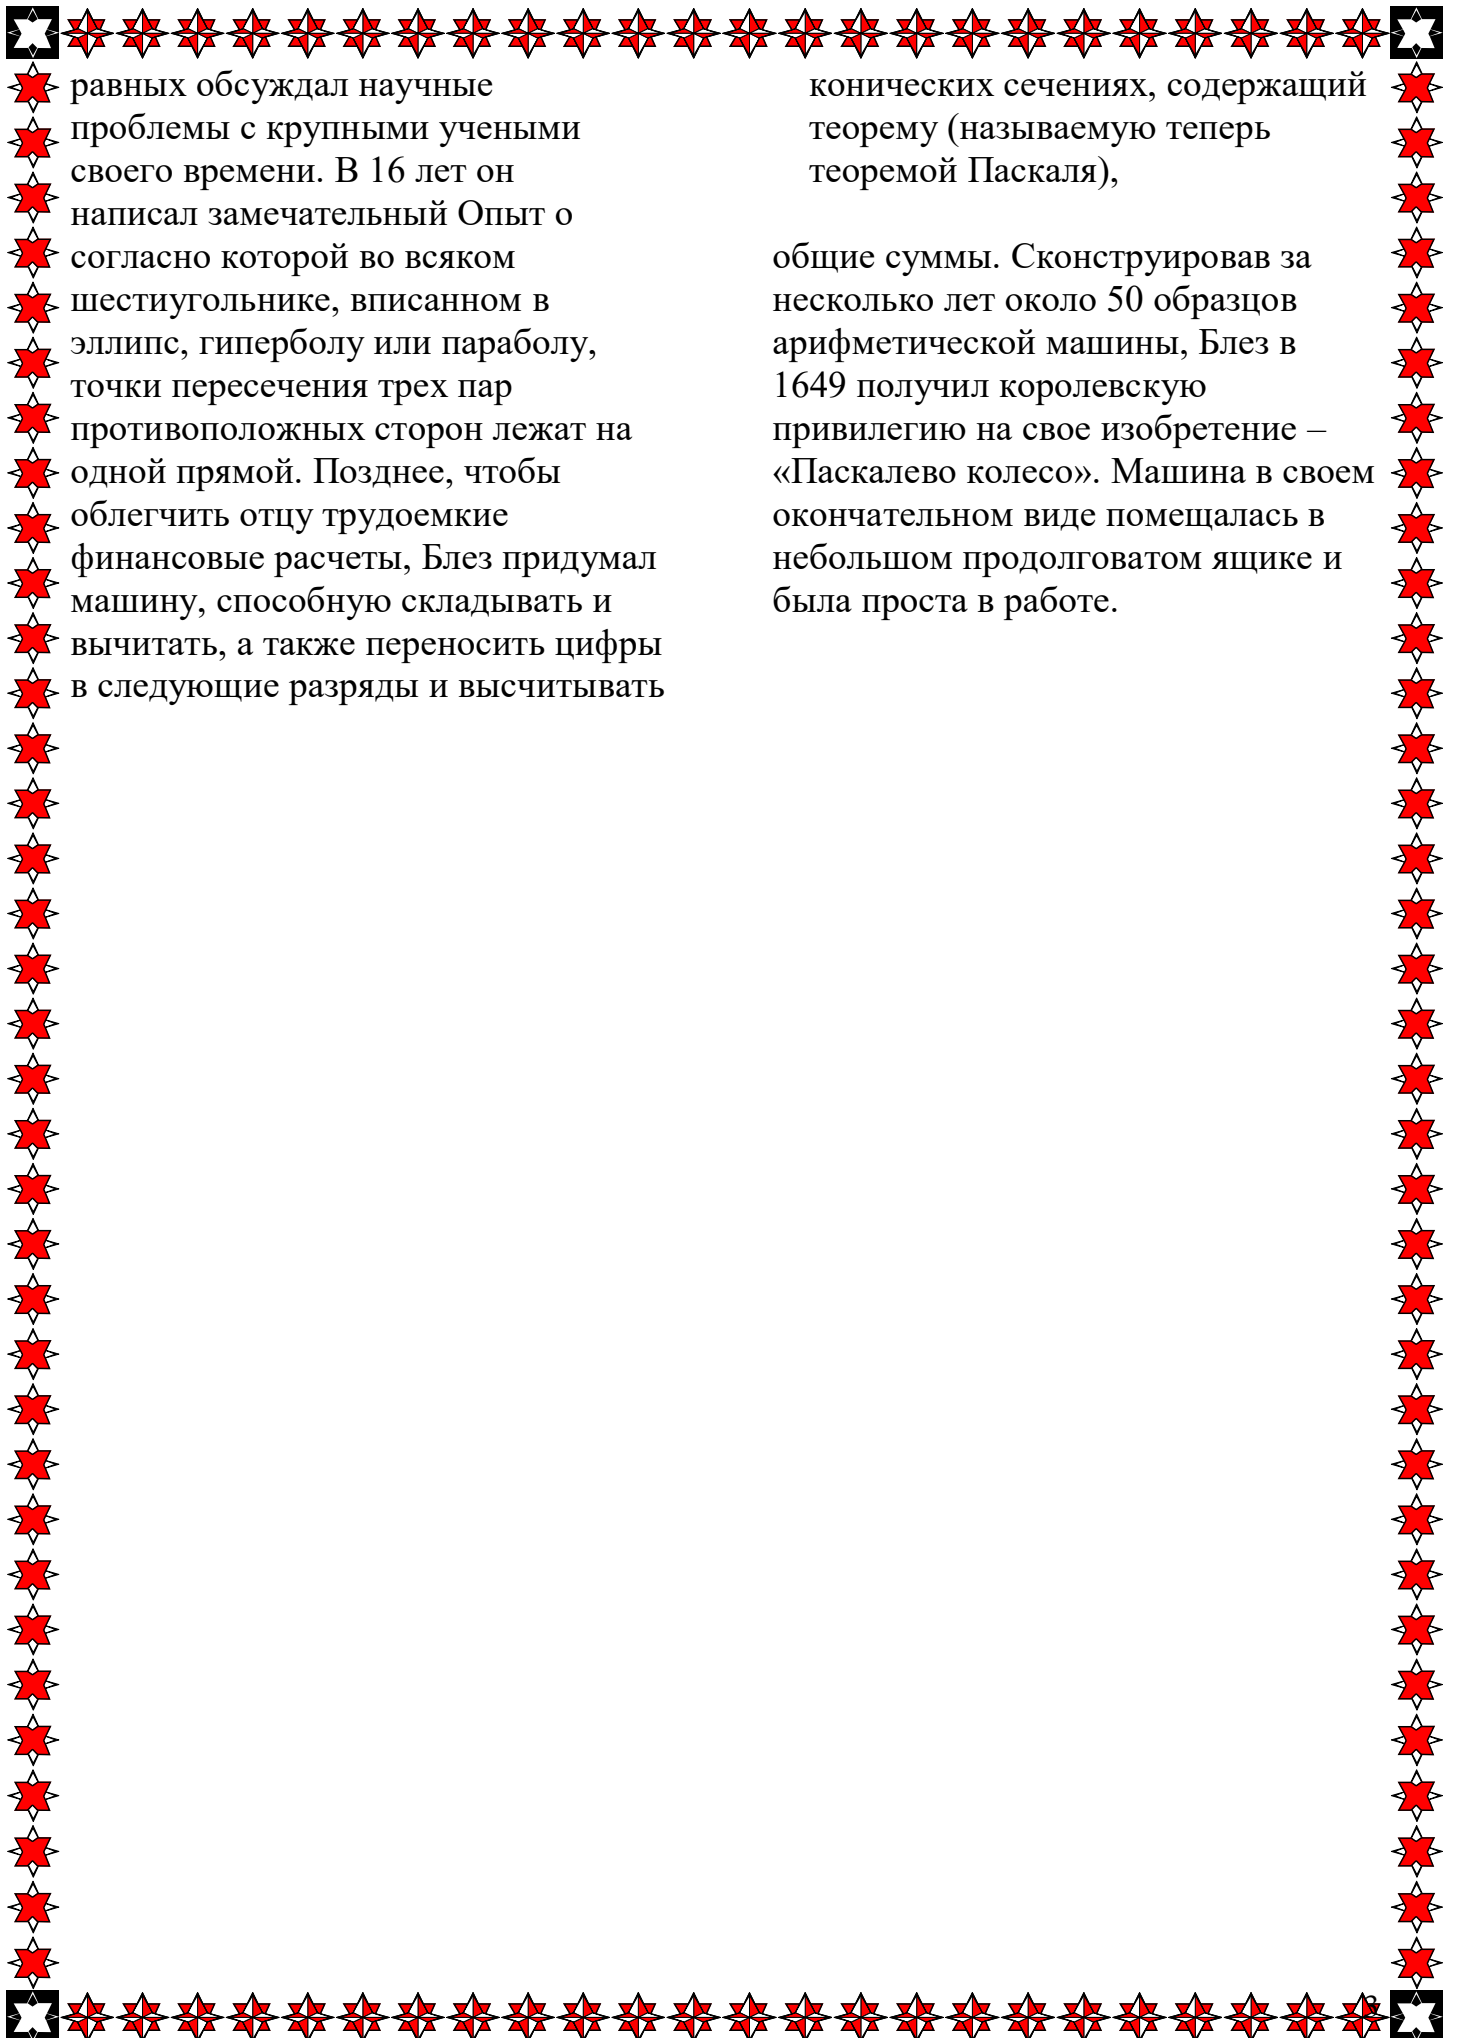 равных обсуждал научные
проблемы с крупными учеными
своего времени. В 16 лет он
написал замечательный Опыт о
конических сечениях, содержащий
теорему (называемую теперь
теоремой Паскаля),
согласно которой во всяком
шестиугольнике, вписанном в
эллипс, гиперболу или параболу,
точки пересечения трех пар
противоположных сторон лежат на
одной прямой. Позднее, чтобы
облегчить отцу трудоемкие
финансовые расчеты, Блез придумал
машину, способную складывать и
вычитать, а также переносить цифры
в следующие разряды и высчитывать
общие суммы. Сконструировав за
несколько лет около 50 образцов
арифметической машины, Блез в
1649 получил королевскую
привилегию на свое изобретение –
«Паскалево колесо». Машина в своем
окончательном виде помещалась в
небольшом продолговатом ящике и
была проста в работе.